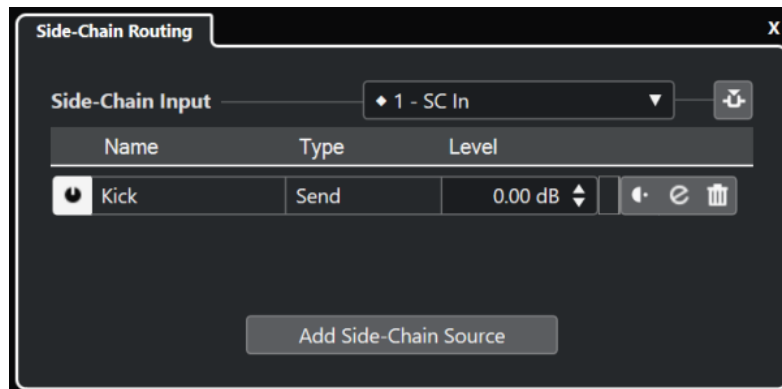 Side-Chain Routing X
Side-Chain Input 1 - SC In
Name Type Level
Kick Send 0.00 dB
Add Side-Chain Source